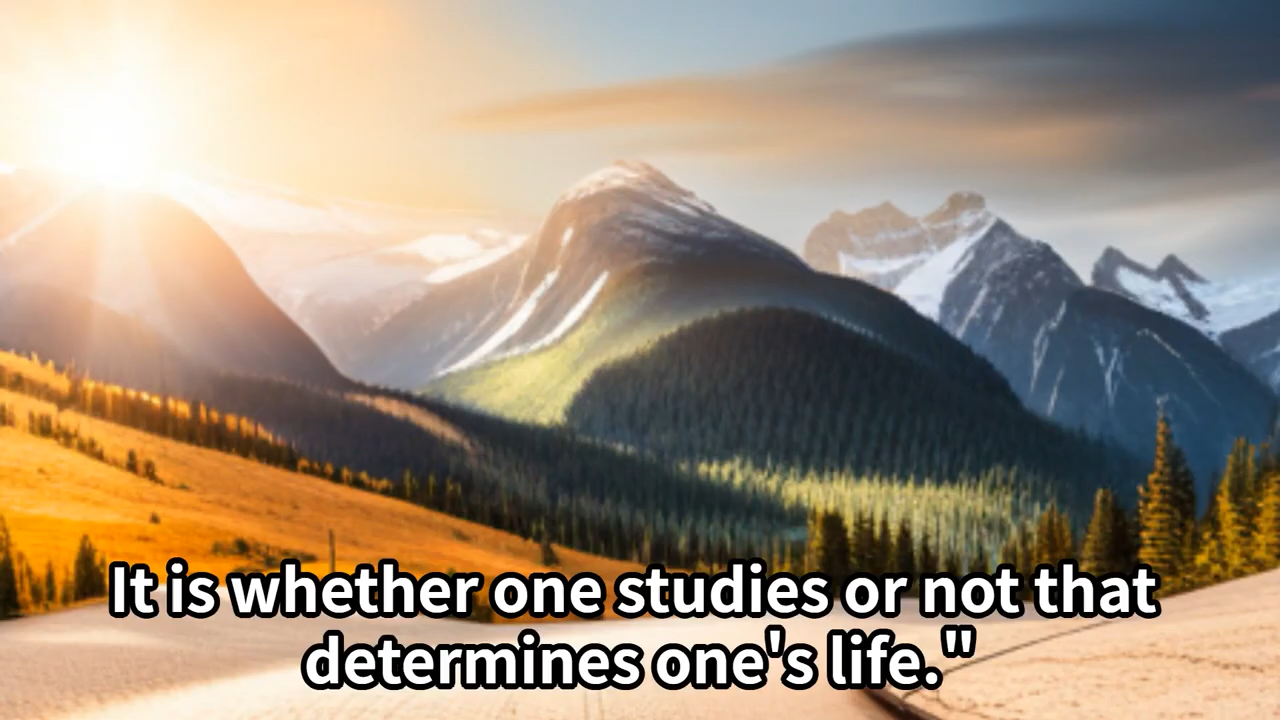 It is whether one studies or not that
determines one's life."